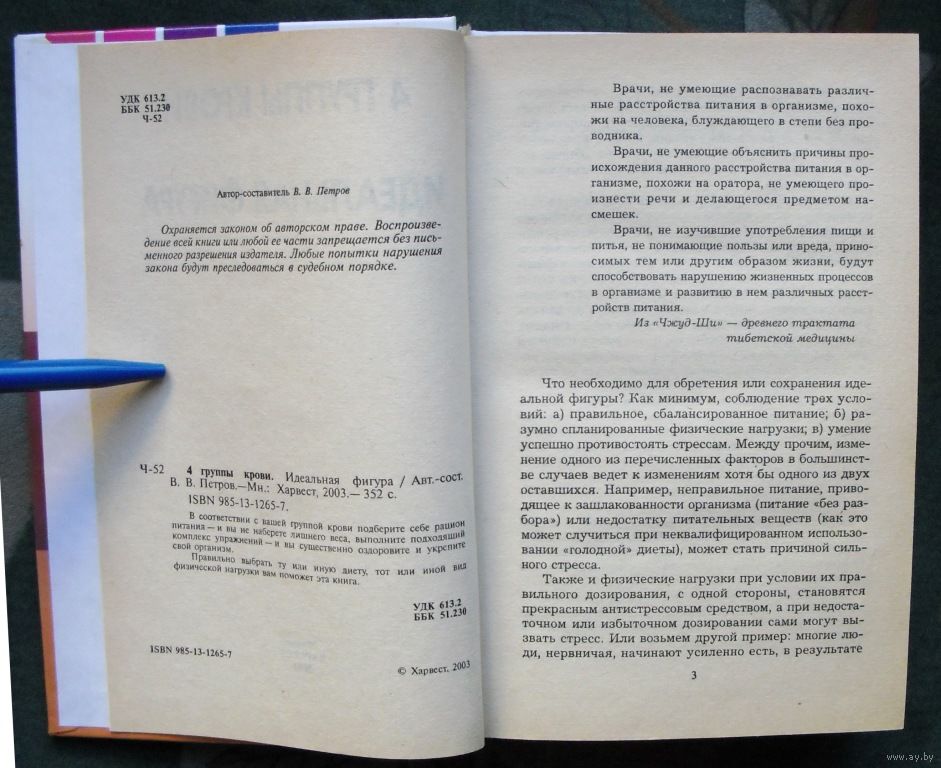 УДК 613.2
ББК 51.230
Ч-52
Автор-составитель В. В. Петров
Охраняется законом об авторском праве. Воспроизве-
дение всей книги или любой ее части запрещается без пись-
менного разрешения издателя. Любые попытки нарушения
закона будут преследоваться в судебном порядке.
Ч-52 4 группы крови. Идеальная фигура / Авт.-сост.
В. В. Петров.—Мн.: Харвест, 2003.— 352 с.
ISBN 985-13-1265-7.
В соответствии с вашей группой крови подберите себе рацион
питания — и вы не наберете лишнего веса, выполните подходящий
комплекс упражнений — и вы существенно оздоровите и укрепите
свой организм.
Правильно выбрать ту или иную диету, тот или иной вид
физической нагрузки вам поможет эта книга.
УДК 613.2
ББК 51.230
ISBN 985-13-1265-7
© Харвест, 2003
Врачи, не умеющие распознавать различ-
ные расстройства питания в организме, похо-
жи на человека, блуждающего в степи без про-
водника.
Врачи, не умеющие объяснить причины про-
исхождения данного расстройства питания в ор-
ганизме, похожи на оратора, не умеющего прои-
знести речи и делающегося предметом на-
смешек.
Врачи, не изучившие употребления пищи и
питья, не понимающие пользы или вреда, прино-
симых тем или другим образом жизни, будут
способствовать нарушению жизненных процессов
в организме и развитию в нем различных расст-
ройств питания.
Из «Чжуд-Ши» — древнего трактата
тибетской медицины
Что необходимо для обретения или сохранения иде-
альной фигуры? Как минимум, соблюдение трех усло-
вий: а) правильное, сбалансированное питание; б) ра-
зумно спланированные физические нагрузки; в) умение
успешно противостоять стрессам. Между прочим, изме-
нение одного из перечисленных факторов в большинст-
ве случаев ведет к изменениям хотя бы одного из двух
оставшихся. Например, неправильное питание, приво-
дящее к зашлакованности организма (питание «без раз-
бора») или недостатку питательных веществ (как это
может случиться при неквалифицированном использо-
вании «голодной» диеты), может стать причиной силь-
ного стресса.
Также и физические нагрузки при условии их пра-
вильного дозирования, с одной стороны, становятся
прекрасным антистрессовым средством, а при недоста-
точном или избыточном дозировании сами могут вы-
звать стресс. Или возьмем другой пример: многие лю-
ди, нервничая, начинают усиленно есть, в результате
3
www.ay.by